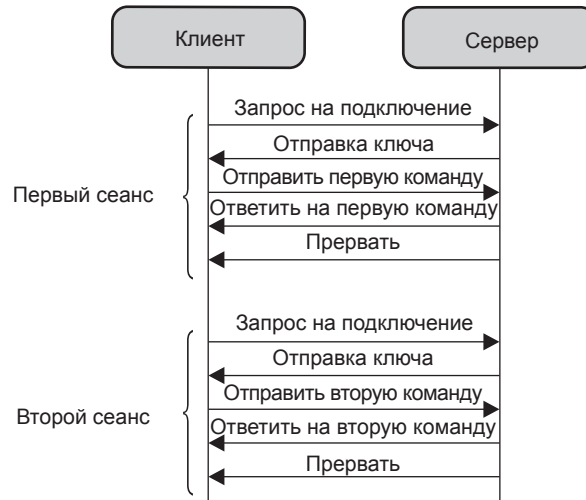 Клиент
Сервер
Запрос на подключение
Отправка ключа
Отправить первую команду
Ответить на первую команду
Прервать
Первый сеанс
Запрос на подключение
Отправка ключа
Отправить вторую команду
Ответить на вторую команду
Прервать
Второй сеанс